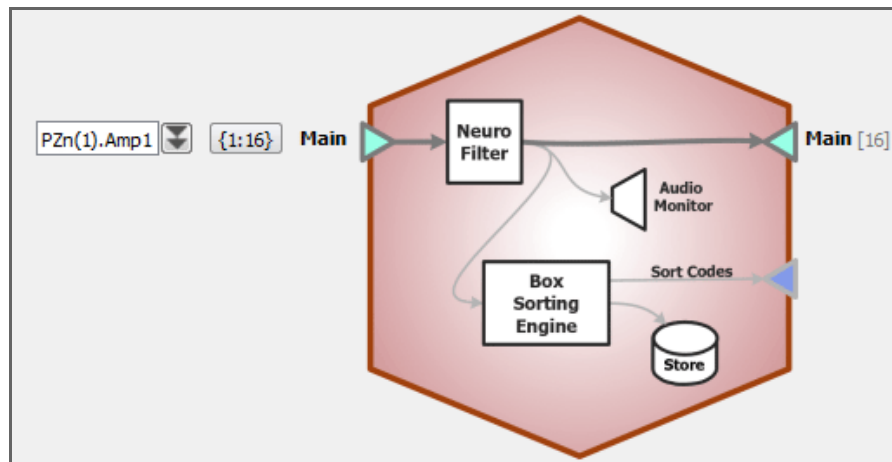 PZn(1).Amp1 {1:16} Main
Neuro
Filter
Main [16]
Audio
Monitor
Box
Sorting
Engine
Sort Codes
Store